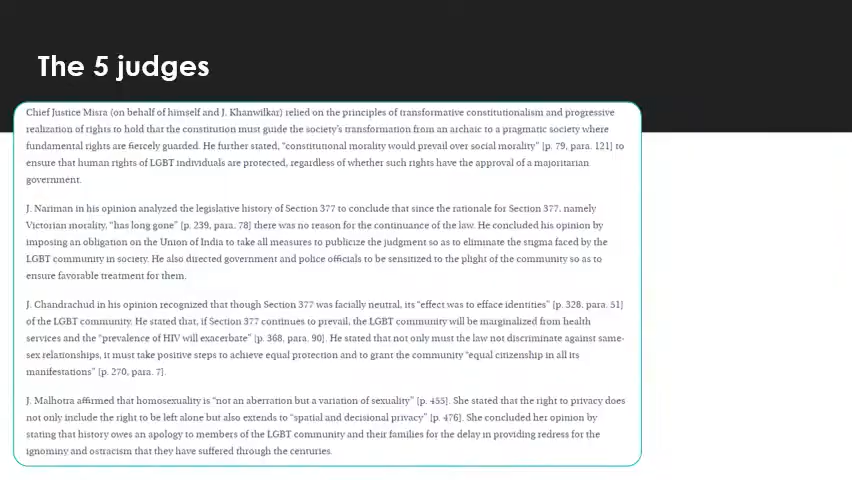 The 5 judges
Chief Justice Misra (on behalf of himself and J. Khanwilkar) relied on the principles of transformative constitutionalism and progressive
realization of rights to hold that the constitution must guide the society's transformation from an archaic to a pragmatic society where
fundamental rights are fiercely guarded. He further stated, “constitutional morality would prevail over social morality” [p. 79, para. 121] to
ensure that human rights of LGBT individuals are protected, regardless of whether such rights have the approval of a majoritarian
government.
J. Nariman in his opinion analyzed the legislative history of Section 377 to conclude that since the rationale for Section 377, namely
Victorian morality, “has long gone” [p. 239, para. 78] there was no reason for the continuance of the law. He concluded his opinion by
imposing an obligation on the Union of India to take all measures to publicize the judgment so as to eliminate the stigma faced by the
LGBT community in society. He also directed government and police officials to be sensitized to the plight of the community so as to
ensure favorable treatment for them.
J. Chandrachud in his opinion recognized that though Section 377 was facially neutral, its “effect was to efface identities” [p. 328, para. 51]
of the LGBT community. He stated that, if Section 377 continues to prevail, the LGBT community will be marginalized from health
services and the “prevalence of HIV will exacerbate” [p. 368, para. 90]. He stated that not only must the law not discriminate against same-
sex relationships, it must take positive steps to achieve equal protection and to grant the community “equal citizenship in all its
manifestations” [p. 270, para. 7].
J. Malhotra affirmed that homosexuality is “not an aberration but a variation of sexuality” [p. 455]. She stated that the right to privacy does
not only include the right to be left alone but also extends to “spatial and decisional privacy” [p. 476]. She concluded her opinion by
stating that history owes an apology to members of the LGBT community and their families for the delay in providing redress for the
ignominy and ostracism that they have suffered through the centuries.